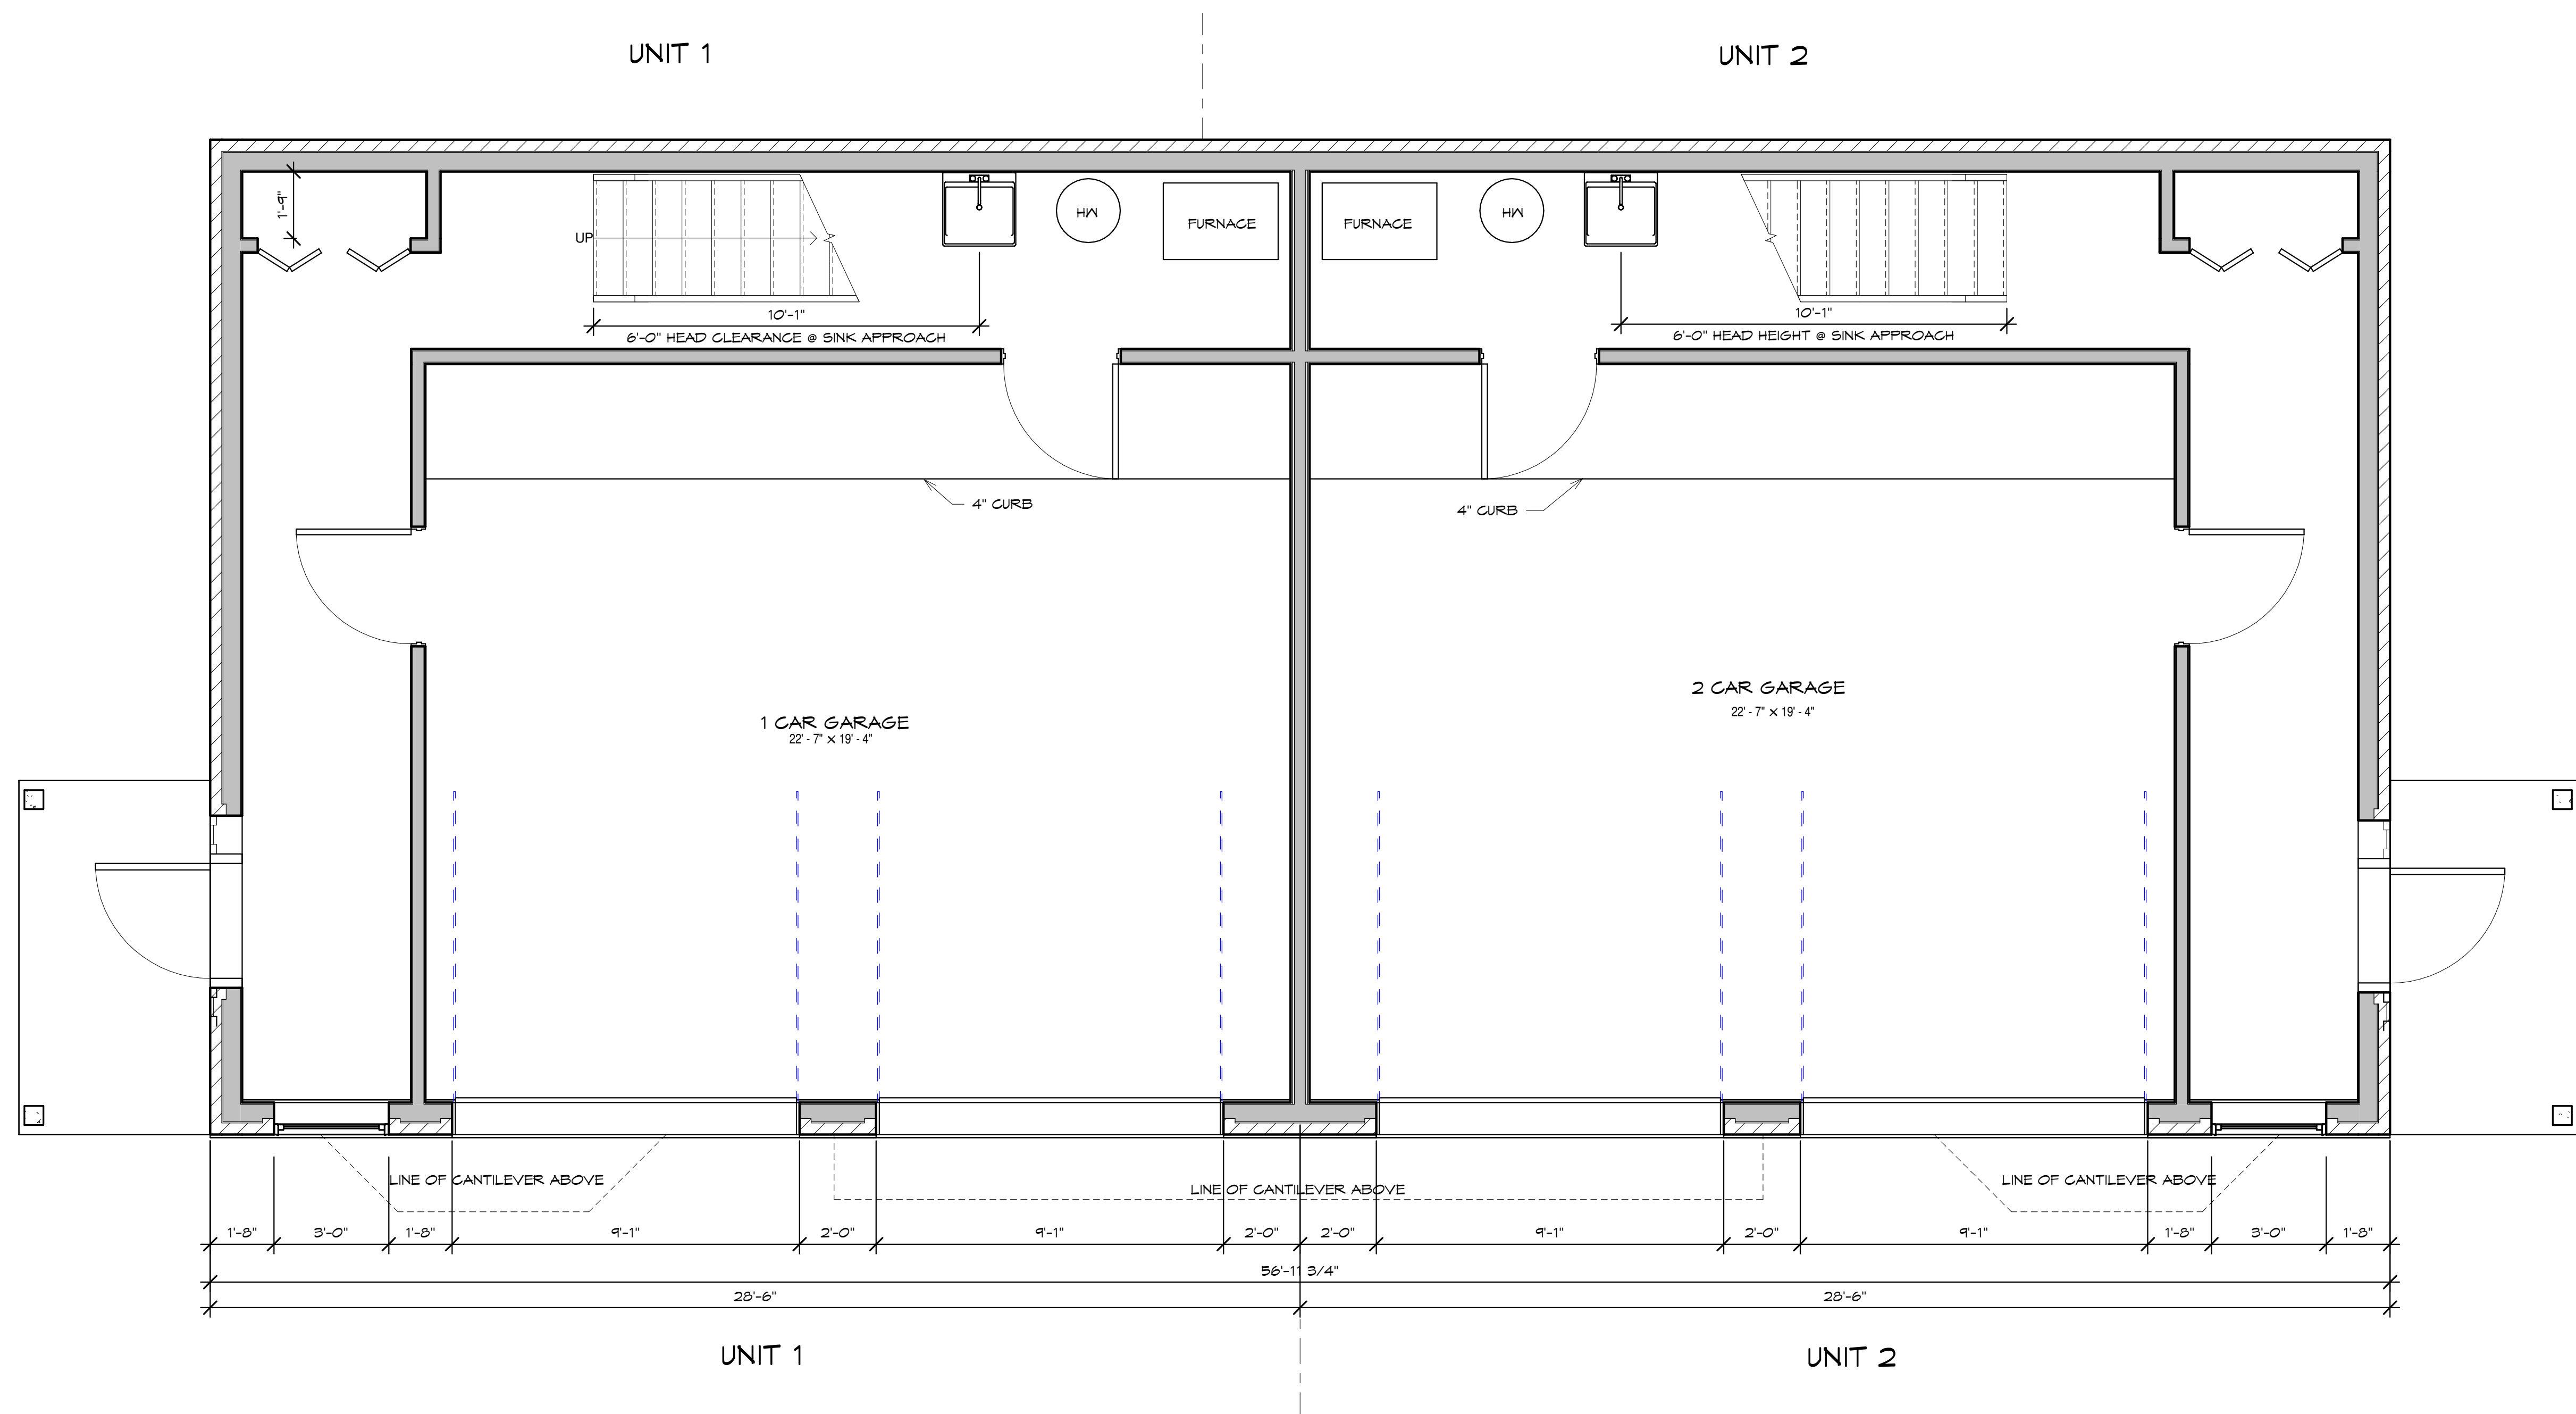 UNIT 1
UNIT 2
1'-9"
UP
HW
FURNACE
FURNACE
HW
10'-1"
6'-0" HEAD CLEARANCE @ SINK APPROACH
10'-1"
6'-0" HEAD HEIGHT @ SINK APPROACH
4" CURB
4" CURB
1 CAR GARAGE
22' - 7" X 19' - 4"
2 CAR GARAGE
22' - 7" X 19' - 4"
LINE OF CANTILEVER ABOVE
LINE OF CANTILEVER ABOVE
LINE OF CANTILEVER ABOVE
1'-8" 3'-0" 1'-8" 9'-1" 2'-0" 9'-1" 2'-0" 2'-0" 9'-1" 2'-0" 9'-1" 1'-8" 3'-0" 1'-8"
56'-11 3/4"
28'-6" 28'-6"
UNIT 1
UNIT 2